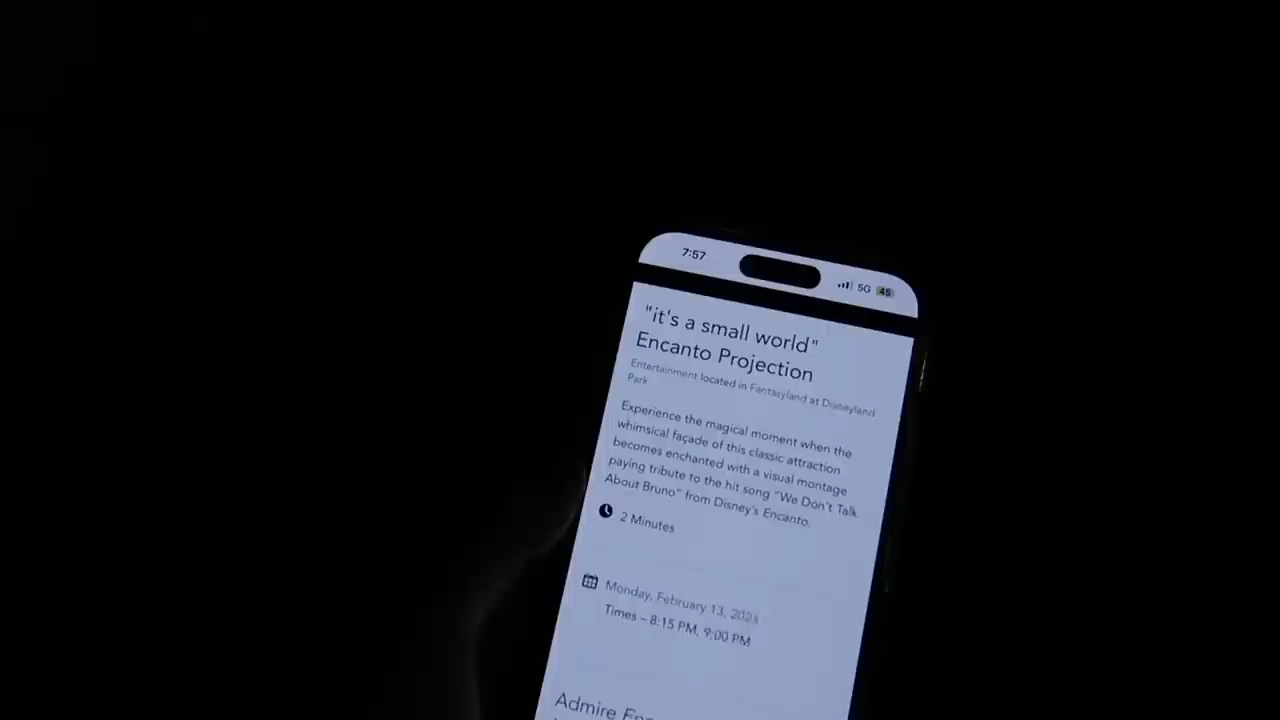 7:57
5G 45
"it's a small world"
Encanto Projection
Entertainment located in Fantasyland at Disneyland
Park
Experience the magical moment when the
whimsical façade of this classic attraction
becomes enchanted with a visual montage
paying tribute to the hit song “We Don't Talk
About Bruno” from Disney's Encanto.
2 Minutes
Monday, February 13, 2023
Times – 8:15 PM, 9:00 PM
Admire